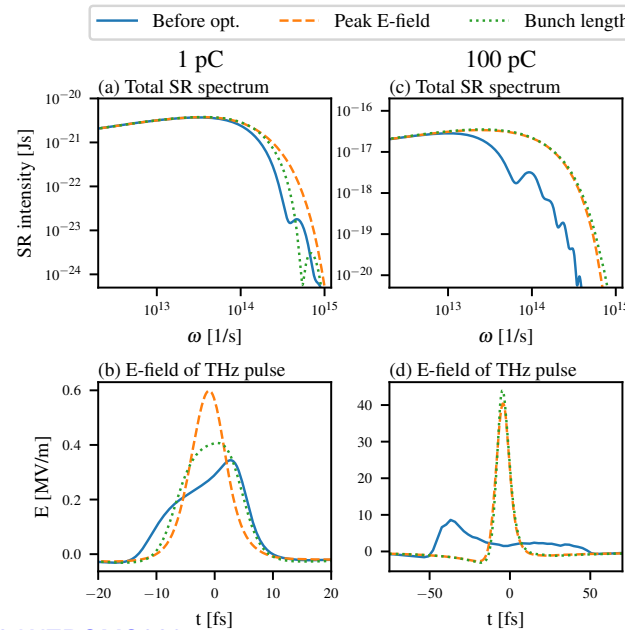 Before opt. Peak E-field Bunch length
1 pC 100 pC
(a) Total SR spectrum
(c) Total SR spectrum
10⁻²⁰
10⁻²¹
10⁻²²
10⁻²³
10⁻²⁴
SR intensity [Js]
10¹³ 10¹⁴ 10¹⁵
ω [1/s]
10⁻¹⁶
10⁻¹⁷
10⁻¹⁸
10⁻¹⁹
10⁻²⁰
10¹³ 10¹⁴ 10¹⁵
ω [1/s]
(b) E-field of THz pulse
(d) E-field of THz pulse
0.6
0.4
0.2
0.0
E [MV/m]
−20 −10 0 10 20
t [fs]
40
30
20
10
0
−50 0 50
t [fs]